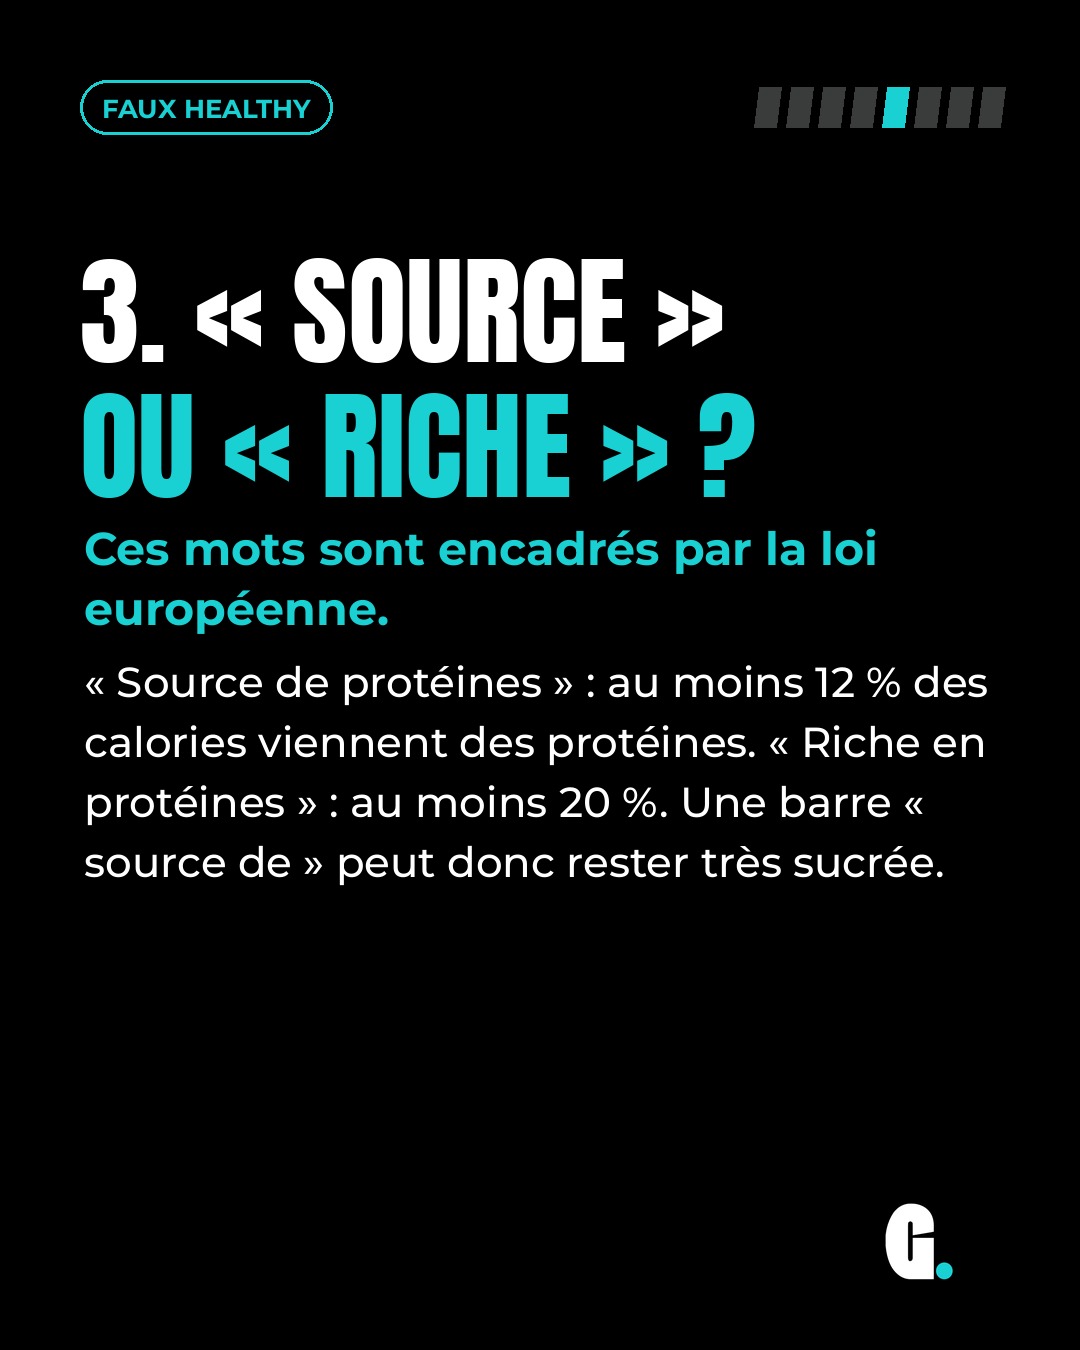 FAUX HEALTHY
3. « SOURCE »
OU « RICHE » ?
Ces mots sont encadrés par la loi
européenne.
« Source de protéines » : au moins 12 % des
calories viennent des protéines. « Riche en
protéines » : au moins 20 %. Une barre «
source de » peut donc rester très sucrée.
G.